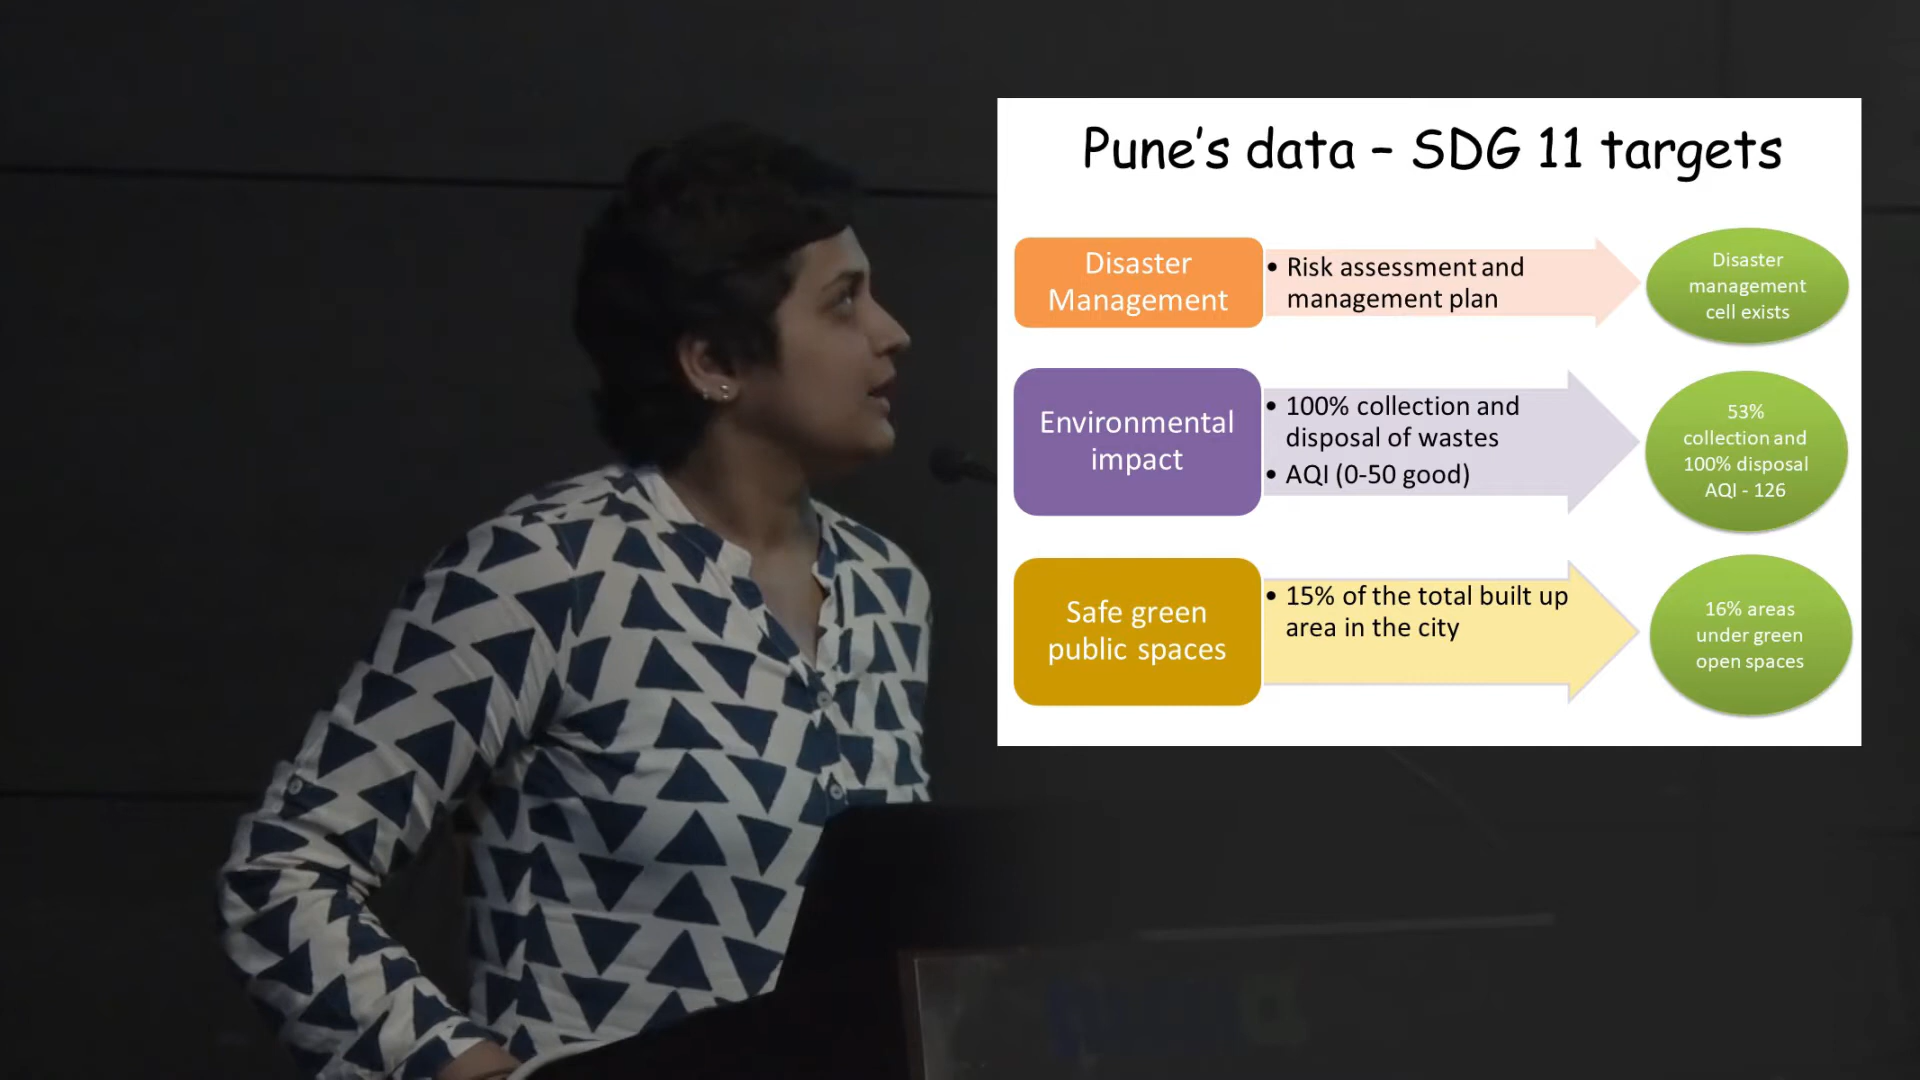 Pune's data – SDG 11 targets
Disaster
Management
• Risk assessment and
management plan
Disaster
management
cell exists
Environmental
impact
• 100% collection and
disposal of wastes
• AQI (0-50 good)
53%
collection and
100% disposal
AQI - 126
Safe green
public spaces
• 15% of the total built up
area in the city
16% areas
under green
open spaces